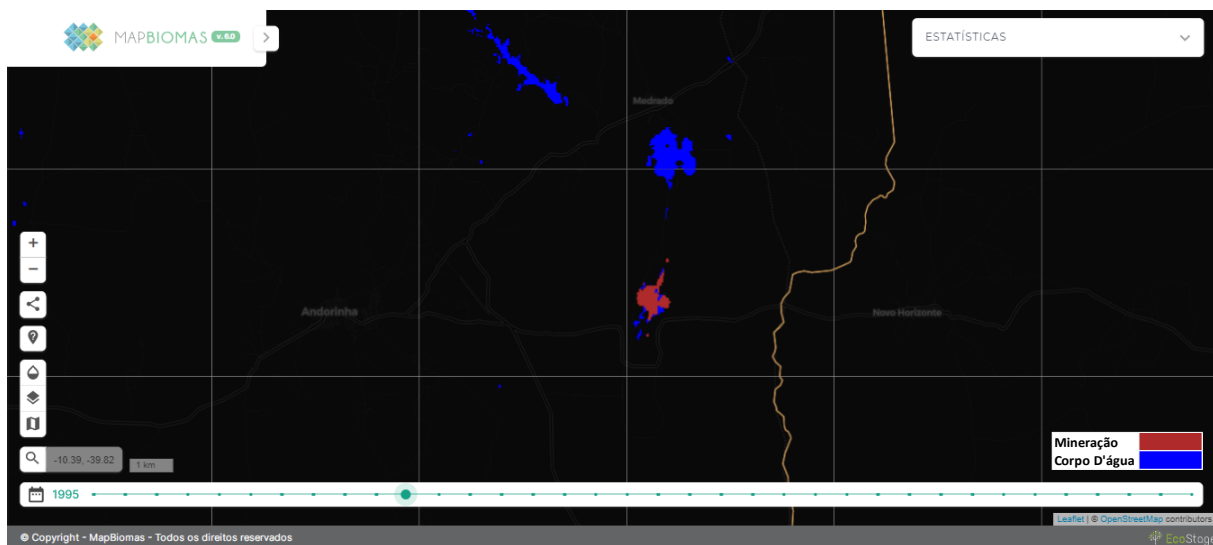 MAPBIOMAS V. 6.0
>
ESTATÍSTICAS
Medrado
+
−
Andorinha
Novo Horizonte
-10.39, -39.82
1 km
Mineração
Corpo D'água
1995
Leaflet | © OpenStreetMap contributors
© Copyright - MapBiomas - Todos os direitos reservados
EcoStage